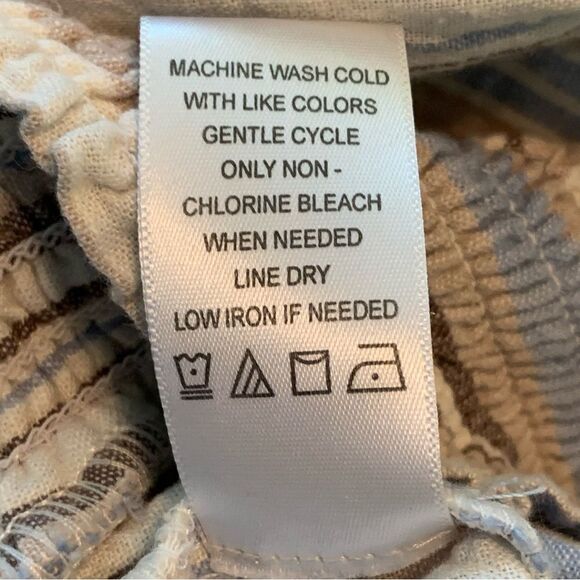 MACHINE WASH COLD
WITH LIKE COLORS
GENTLE CYCLE
ONLY NON -
CHLORINE BLEACH
WHEN NEEDED
LINE DRY
LOW IRON IF NEEDED